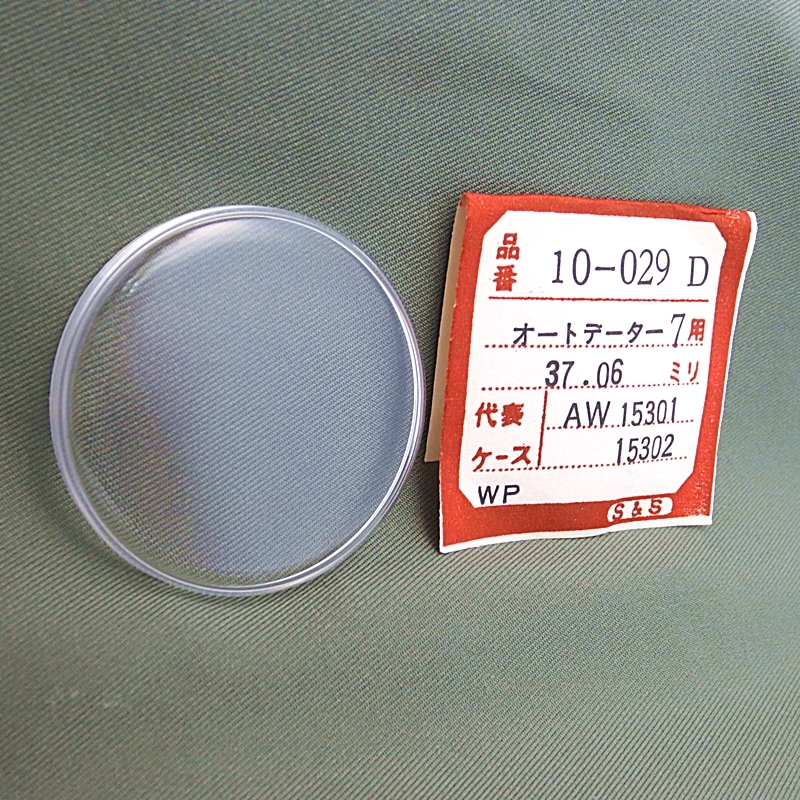 品番 10-029 D
オートデーター7用
37.06 ミリ
代表 AW 15301
ケース 15302
WP
S&S